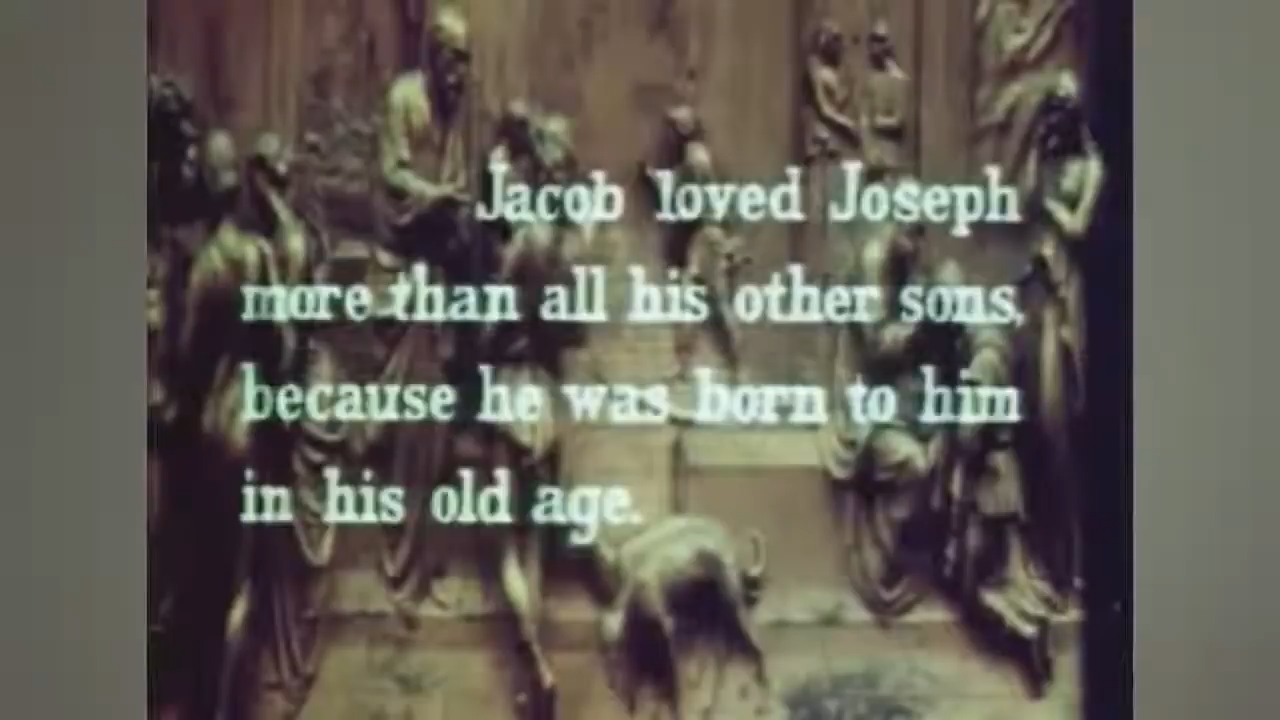 Jacob loved Joseph
more than all his other sons,
because he was born to him
in his old age.